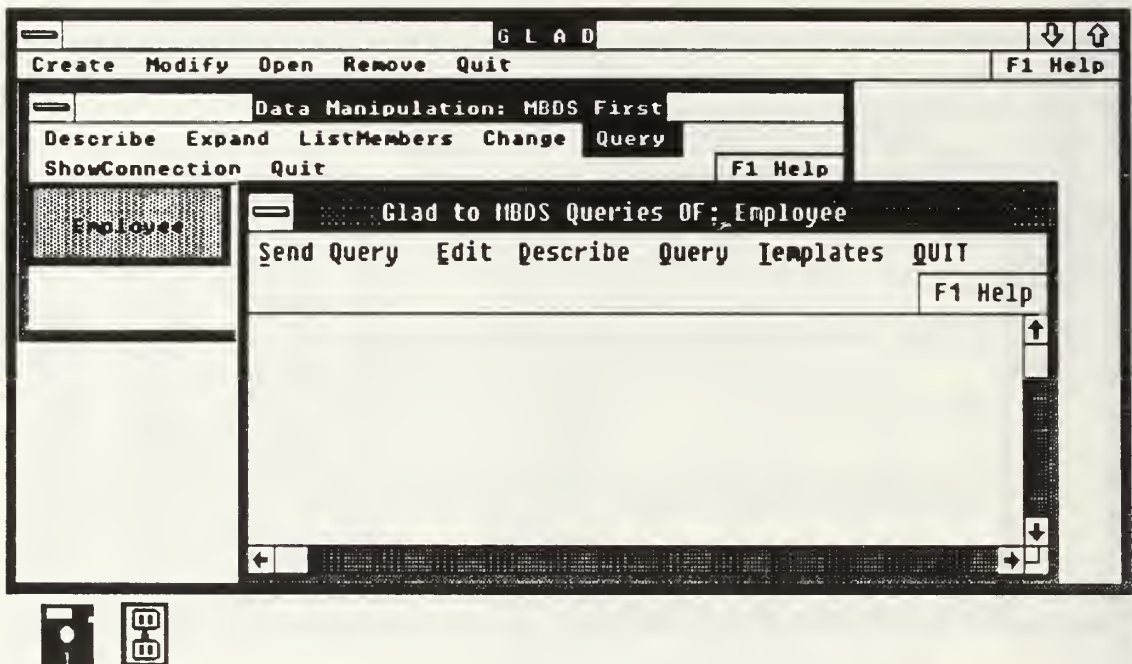 G L A D
Create Modify Open Remove Quit F1 Help
Data Manipulation: MBDS First
Describe Expand ListMembers Change Query
ShowConnection Quit F1 Help
Employee
Glad to MBDS Queries OF: Employee
Send Query Edit Describe Query Templates QUIT
F1 Help